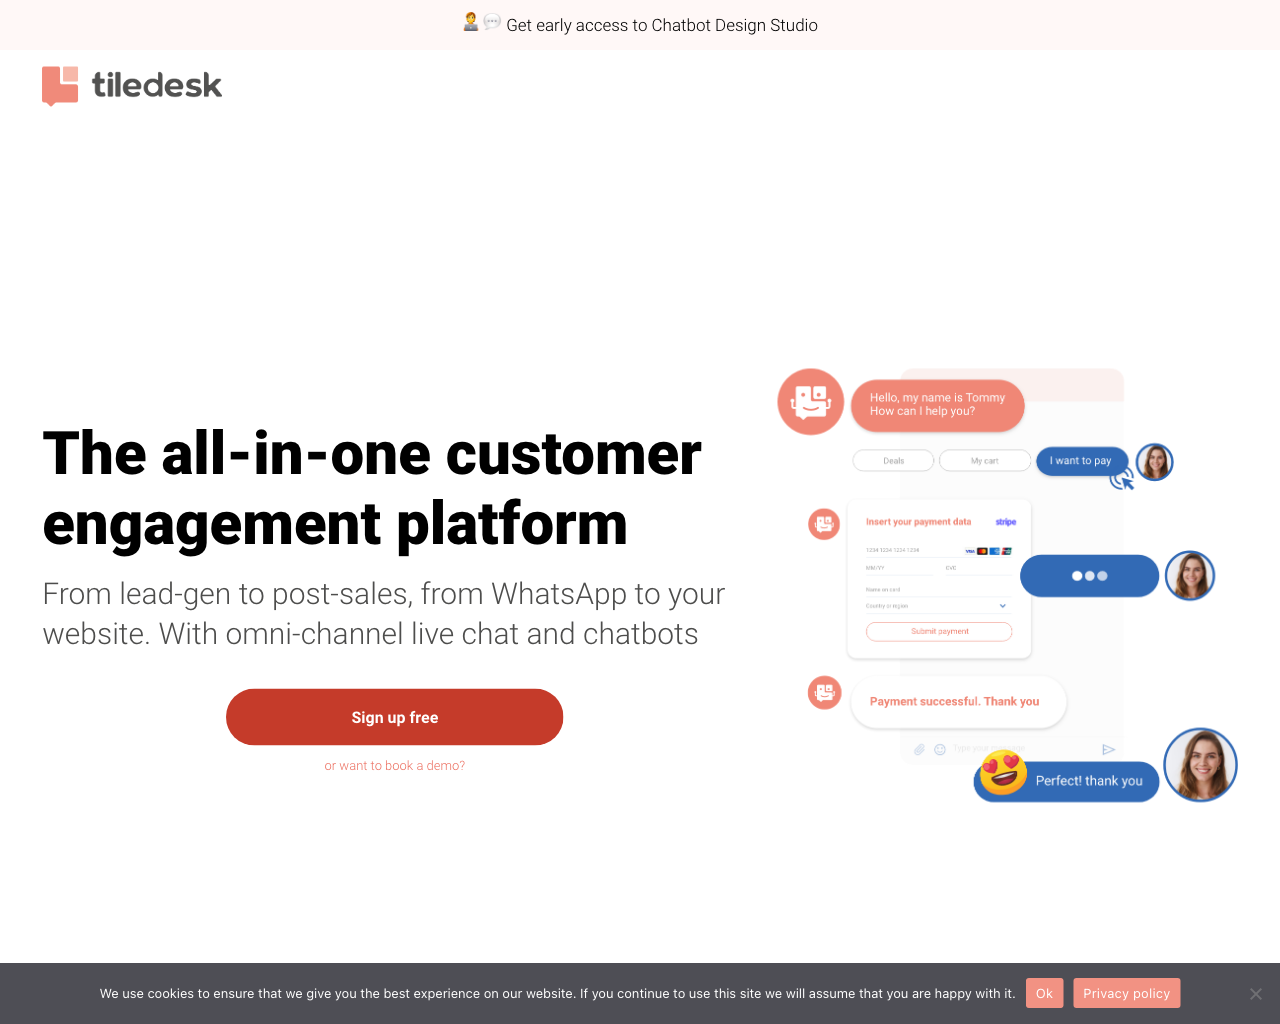 Get early access to Chatbot Design Studio
tiledesk
The all-in-one customer
engagement platform
From lead-gen to post-sales, from WhatsApp to your
website. With omni-channel live chat and chatbots
Sign up free
or want to book a demo?
Hello, my name is Tommy
How can I help you?
Deals
My cart
I want to pay
Insert your payment data
stripe
1234 1234 1234 1234
VISA
MM/YY
CVC
Name on card
Country or region
Submit payment
Payment successful. Thank you
Type your message
Perfect! thank you
We use cookies to ensure that we give you the best experience on our website. If you continue to use this site we will assume that you are happy with it.
Ok
Privacy policy